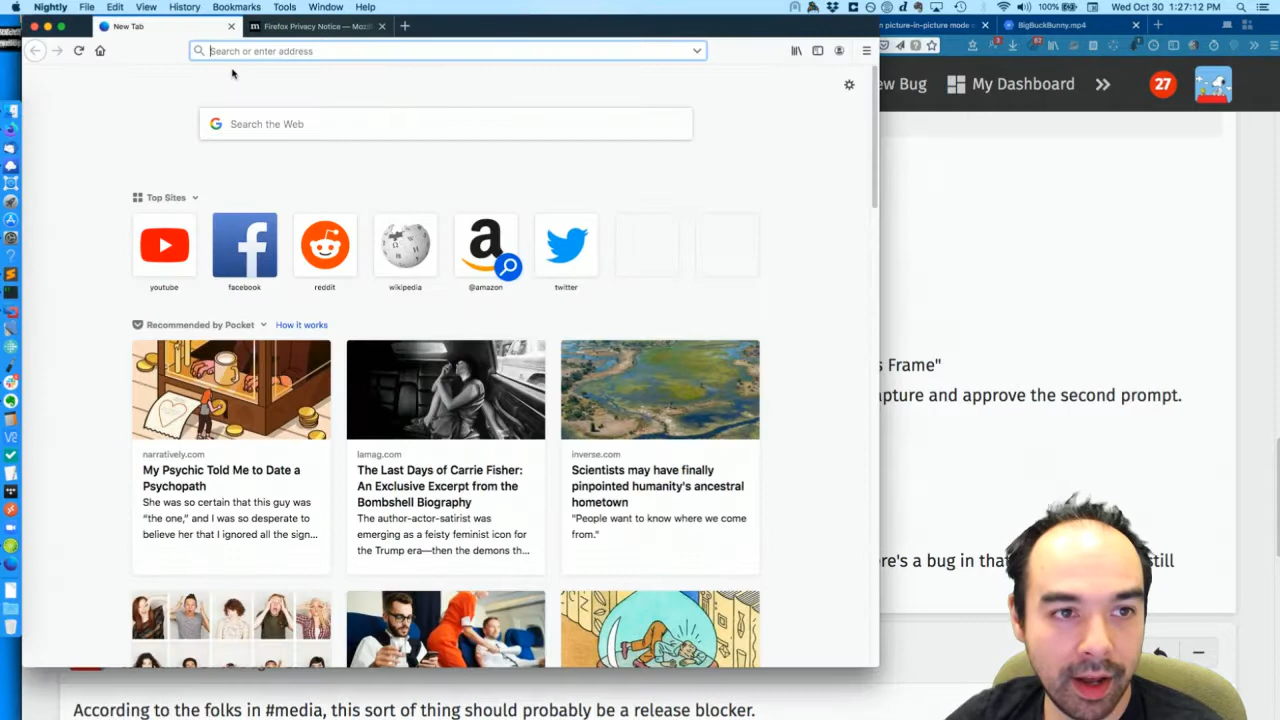 Nightly File Edit View History Bookmarks Tools Window Help
100% Wed Oct 30 1:27:12 PM
New Tab
Firefox Privacy Notice — Mozil
n picture-in-picture mode
BigBuckBunny.mp4
Search or enter address
ew Bug My Dashboard 27
Search the Web
Top Sites
youtube facebook reddit wikipedia @amazon twitter
Recommended by Pocket How it works
s Frame"
apture and approve the second prompt.
narratively.com
My Psychic Told Me to Date a
Psychopath
She was so certain that this guy was
"the one," and I was so desperate to
believe her that I ignored all the sign...
lamag.com
The Last Days of Carrie Fisher:
An Exclusive Excerpt from the
Bombshell Biography
The author-actor-satirist was
emerging as a feisty feminist icon for
the Trump era—then the demons th...
inverse.com
Scientists may have finally
pinpointed humanity's ancestral
hometown
"People want to know where we come
from."
ere's a bug in tha still
According to the folks in #media, this sort of thing should probably be a release blocker.